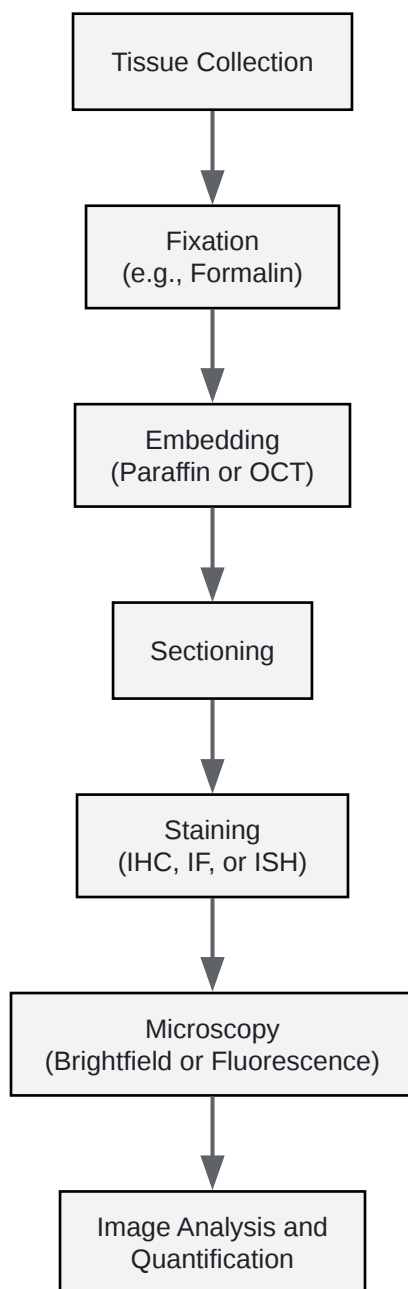 Tissue Collection
Fixation
(e.g., Formalin)
Embedding
(Paraffin or OCT)
Sectioning
Staining
(IHC, IF, or ISH)
Microscopy
(Brightfield or Fluorescence)
Image Analysis and
Quantification